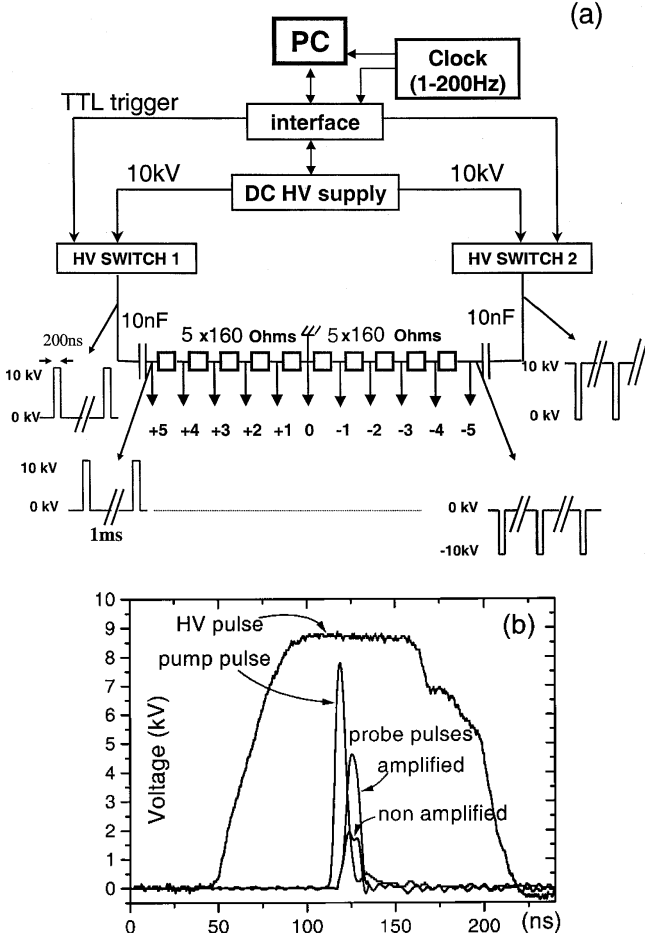 (a)
PC
Clock
(1-200Hz)
TTL trigger
interface
10kV
10kV
DC HV supply
HV SWITCH 1
HV SWITCH 2
10nF
5 x160 Ohms
5 x160 Ohms
10nF
200ns
10 kV
0 kV
10 kV
0 kV
+5 +4 +3 +2 +1 0 -1 -2 -3 -4 -5
10 kV
0 kV
1ms
0 kV
-10kV
(b)
10
9
8
7
6
5
4
3
2
1
0
Voltage (kV)
HV pulse
pump pulse
probe pulses
amplified
non amplified
0 50 100 150 200 (ns)